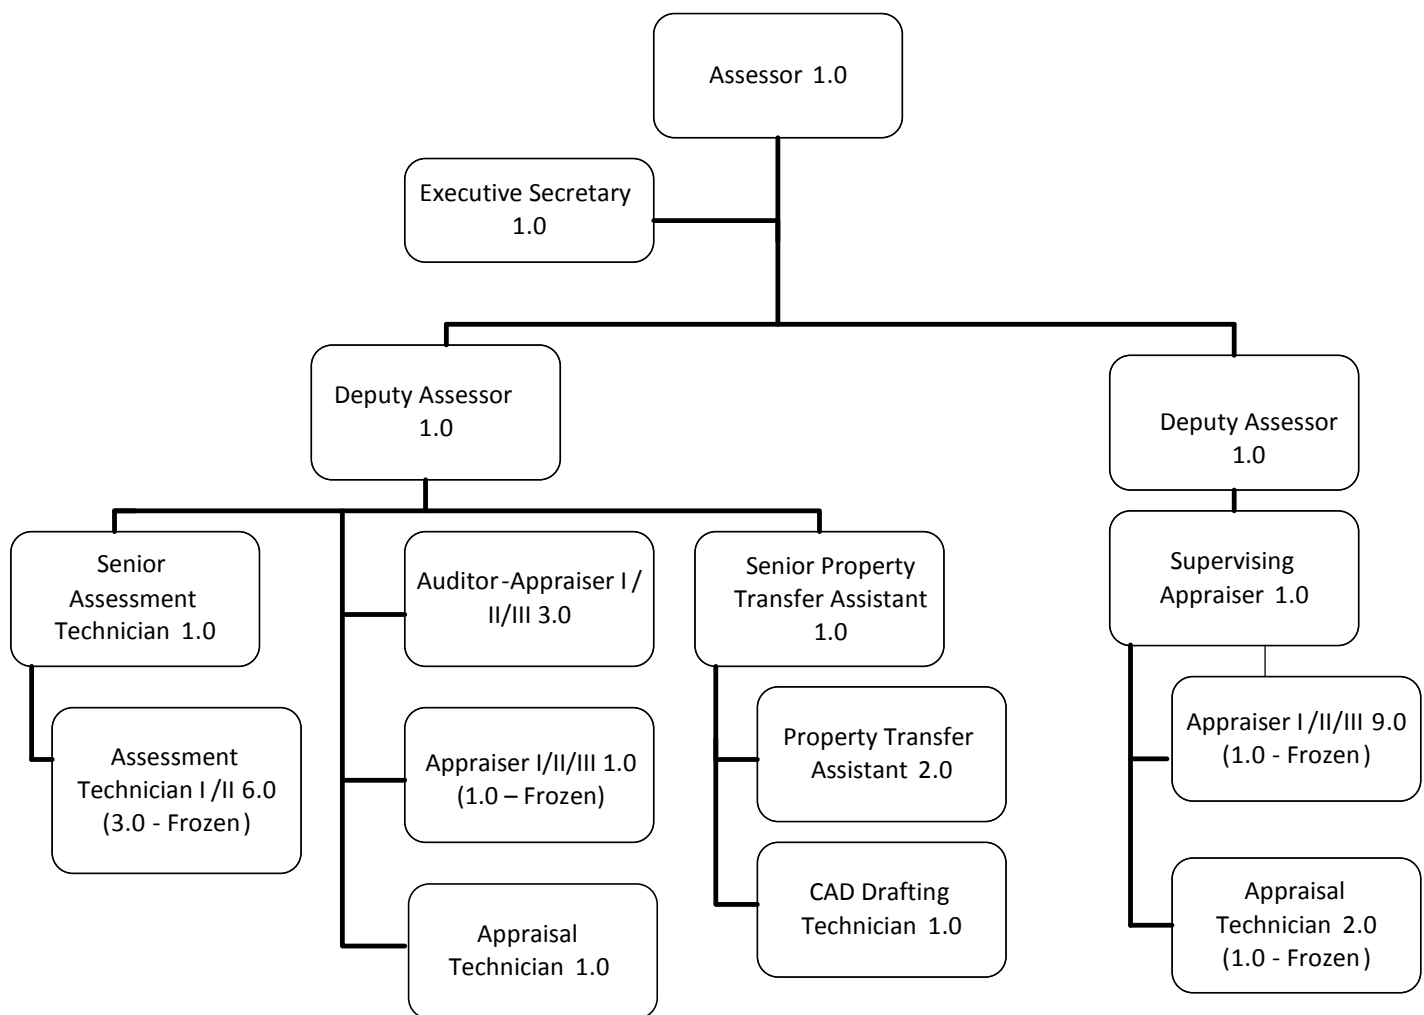 Assessor 1.0
Executive Secretary
1.0
Deputy Assessor
1.0
Deputy Assessor
1.0
Senior
Assessment
Technician 1.0
Auditor-Appraiser I /
II/III 3.0
Senior Property
Transfer Assistant
1.0
Supervising
Appraiser 1.0
Assessment
Technician I /II 6.0
(3.0 - Frozen)
Appraiser I/II/III 1.0
(1.0 – Frozen)
Property Transfer
Assistant 2.0
Appraiser I /II/III 9.0
(1.0 - Frozen)
Appraisal
Technician 1.0
CAD Drafting
Technician 1.0
Appraisal
Technician 2.0
(1.0 - Frozen)